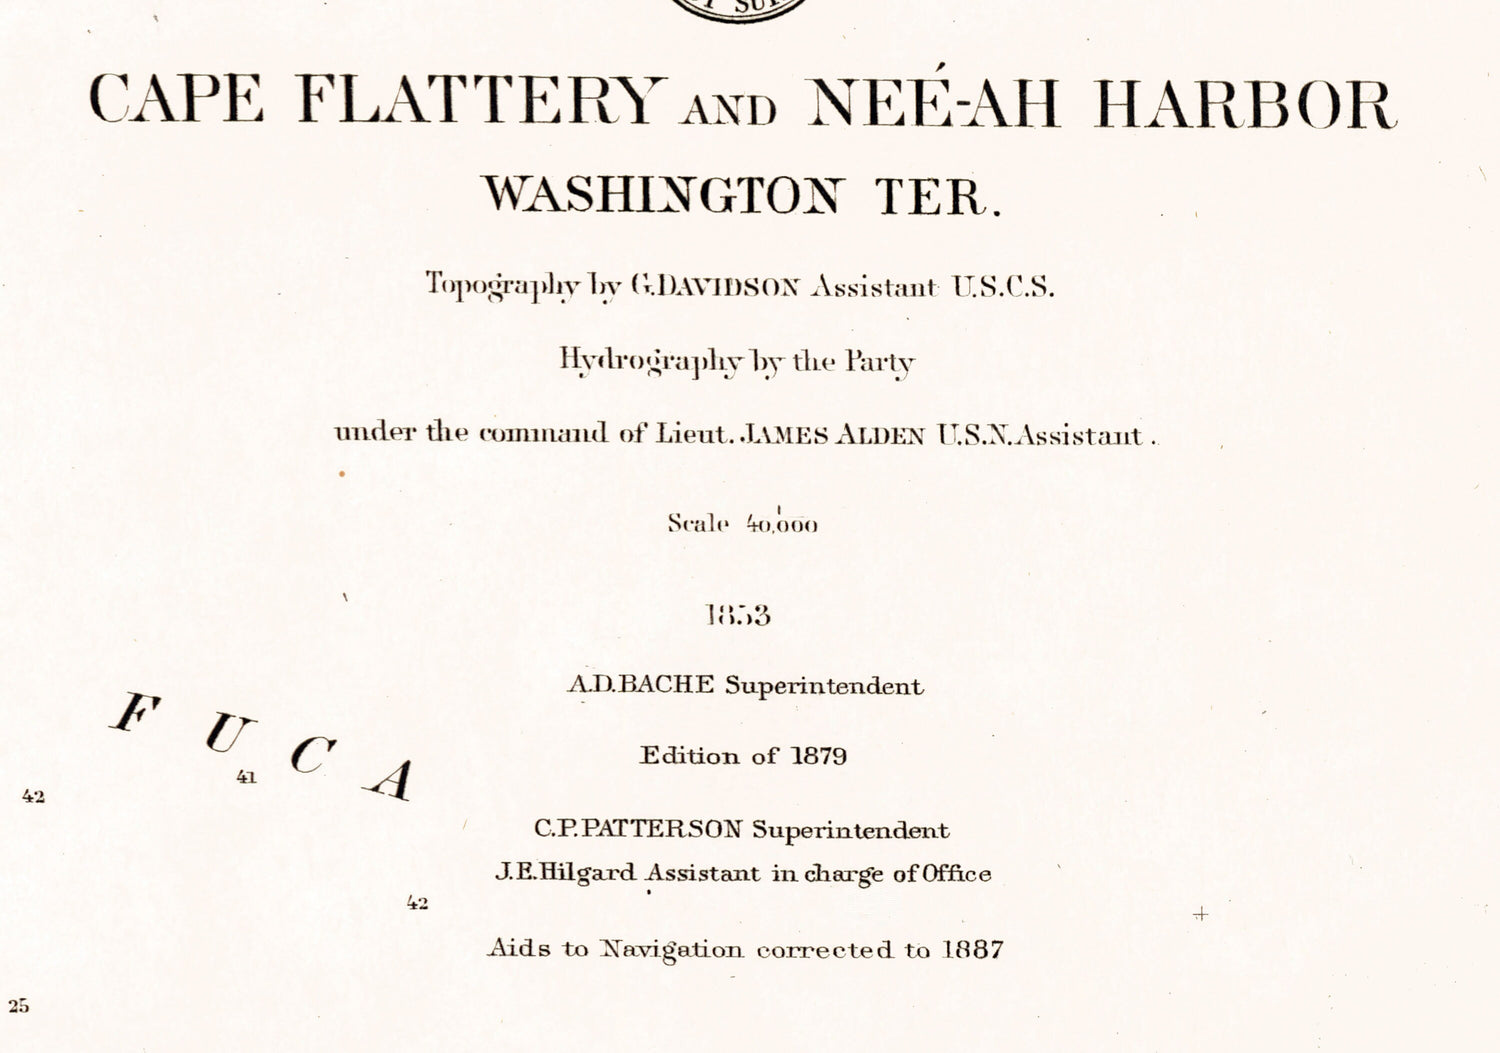 CAPE FLATTERY AND NEÉ-AH HARBOR
WASHINGTON TER.
Topography by G. DAVIDSON Assistant U.S.C.S.
Hydrography by the Party
under the command of Lieut. JAMES ALDEN U.S.N. Assistant.
Scale 1/40,000
1853
A.D. BACHE Superintendent
Edition of 1879
FUCA
41
42
C.P. PATTERSON Superintendent
J.E. Hilgard Assistant in charge of Office
42
Aids to Navigation corrected to 1887
25